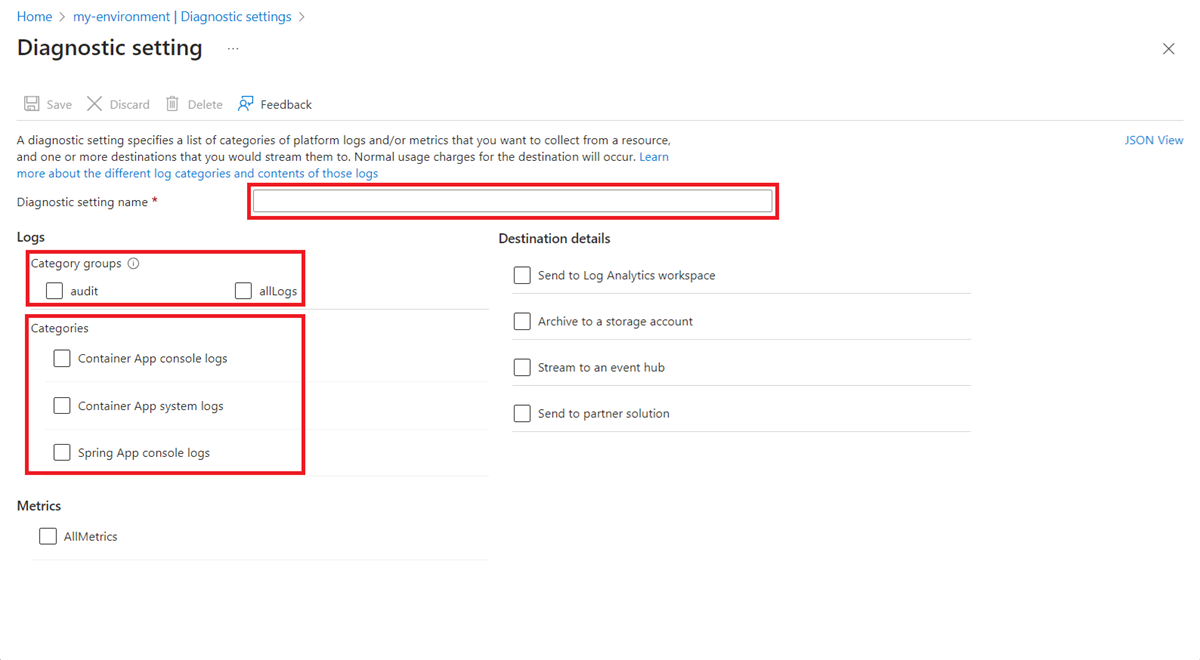 Home > my-environment | Diagnostic settings >
Diagnostic setting ...
Save Discard Delete Feedback
A diagnostic setting specifies a list of categories of platform logs and/or metrics that you want to collect from a resource,
and one or more destinations that you would stream them to. Normal usage charges for the destination will occur. Learn
more about the different log categories and contents of those logs
JSON View
Diagnostic setting name *
Logs
Category groups
audit allLogs
Categories
Container App console logs
Container App system logs
Spring App console logs
Metrics
AllMetrics
Destination details
Send to Log Analytics workspace
Archive to a storage account
Stream to an event hub
Send to partner solution